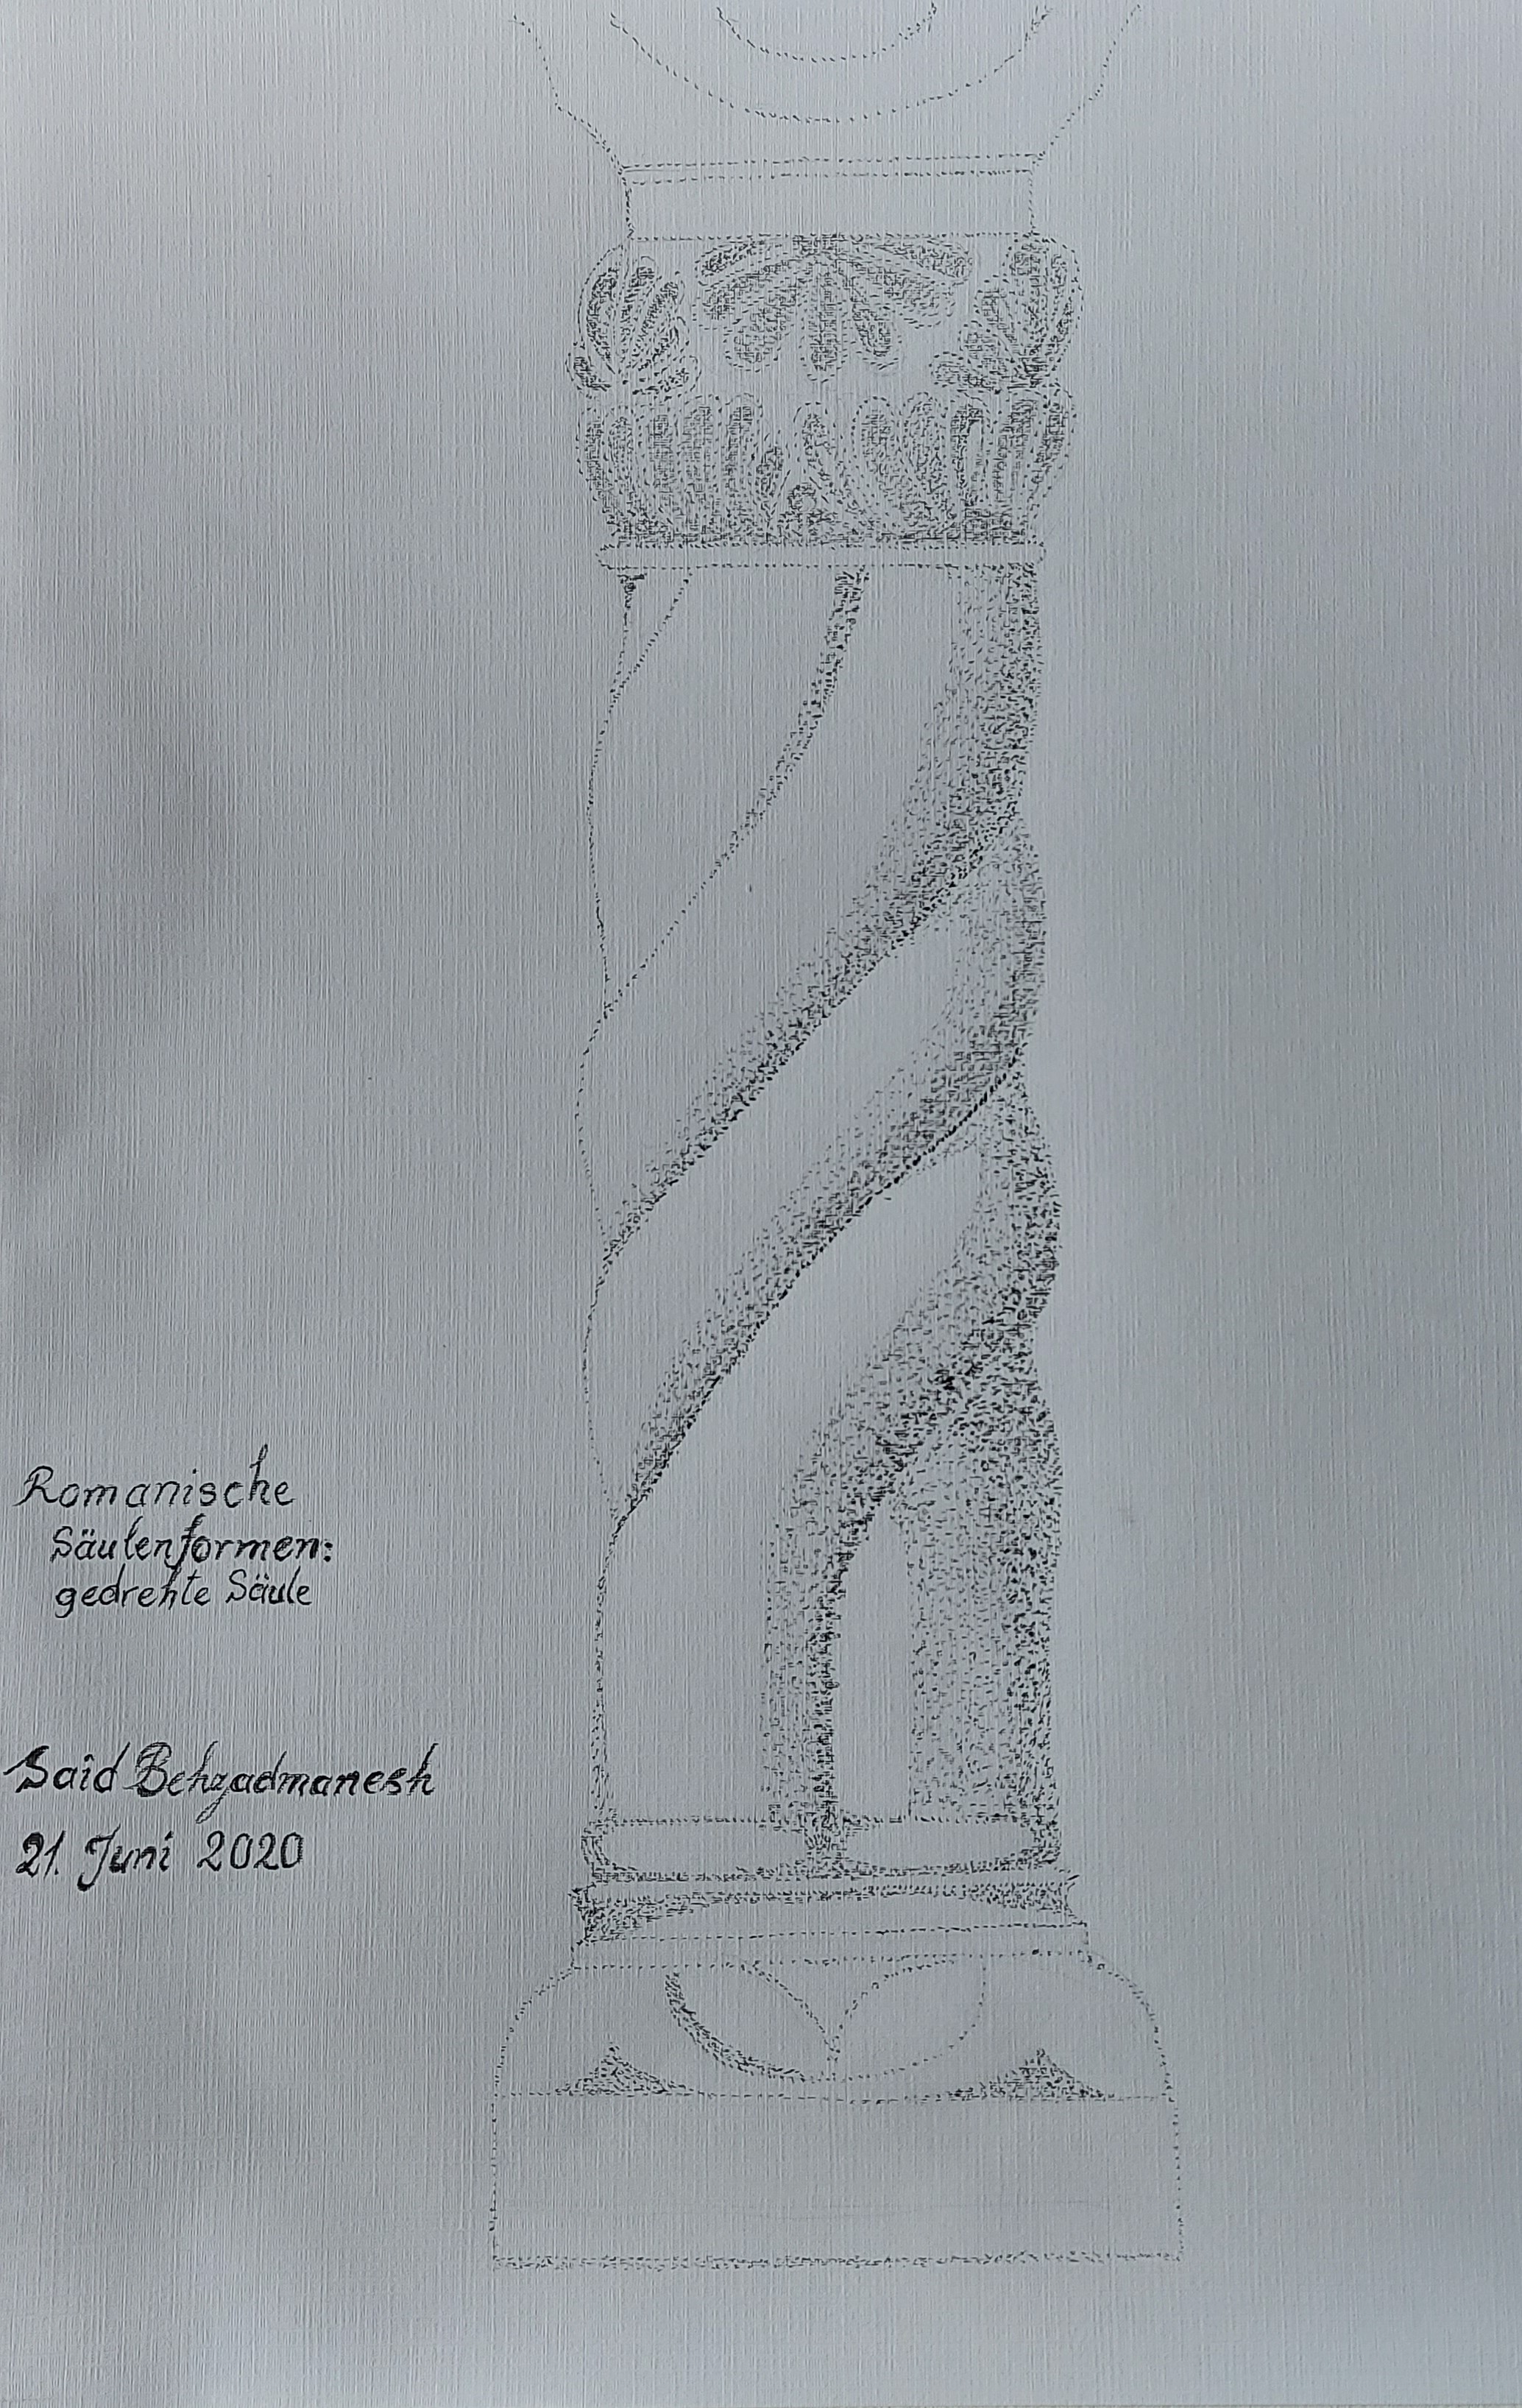 Romanische
Säulenformen:
gedrehte Säule
Said Behzadmanesh
21. Juni 2020